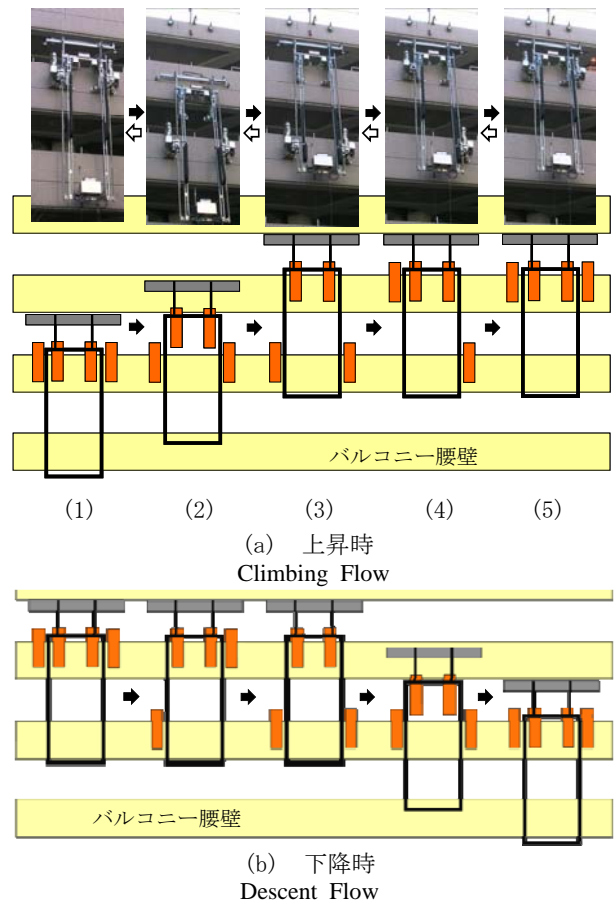 バルコニー腰壁
(1) (2) (3) (4) (5)
(a) 上昇時
Climbing Flow
バルコニー腰壁
(b) 下降時
Descent Flow